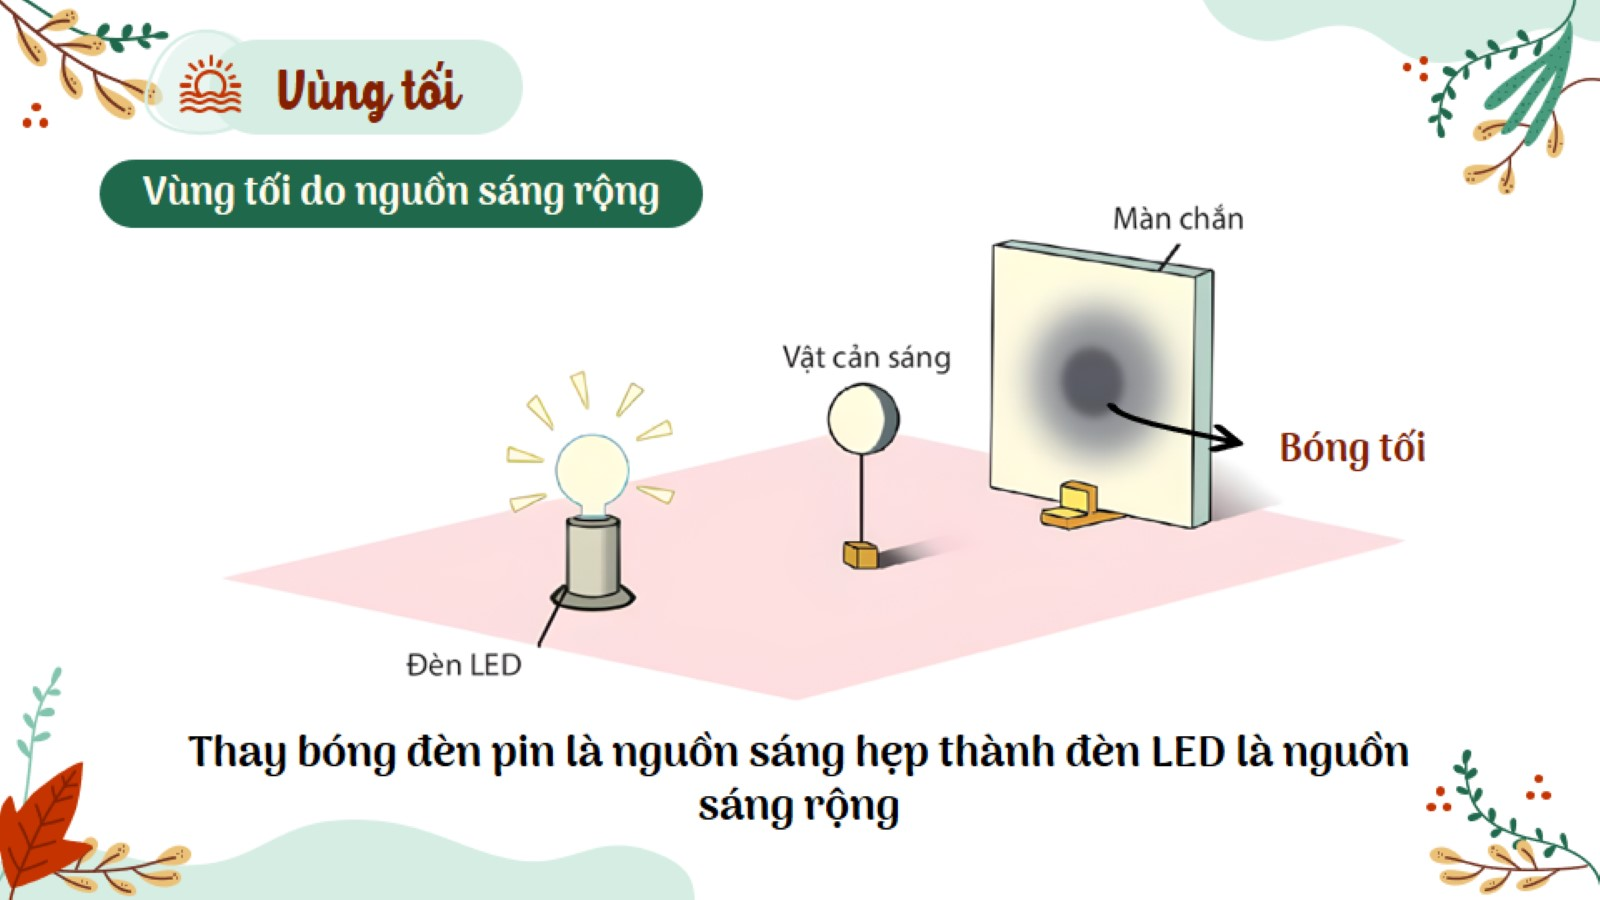 Vùng tối
Vùng tối do nguồn sáng rộng
Màn chắn
Vật cản sáng
Bóng tối
Đèn LED
Thay bóng đèn pin là nguồn sáng hẹp thành đèn LED là nguồn
sáng rộng